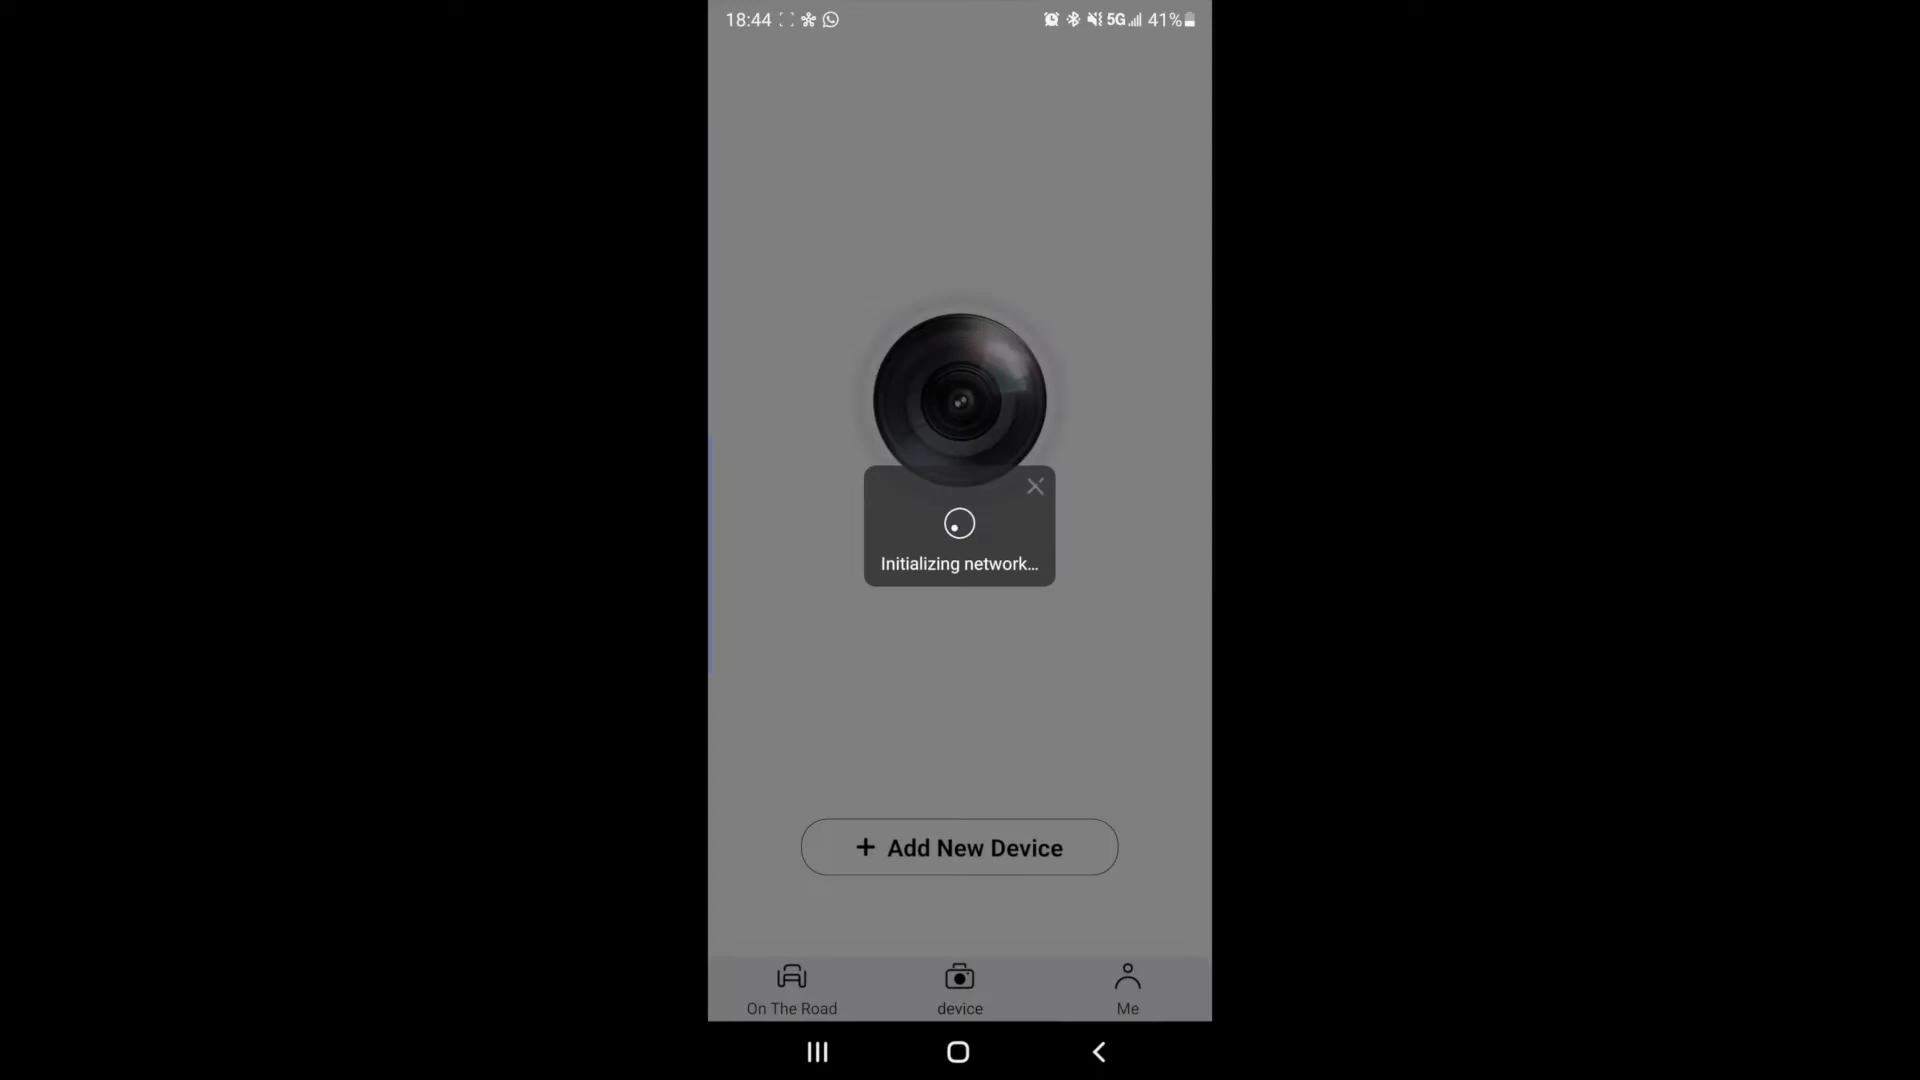 18:44 5G 41%
Initializing network...
+ Add New Device
On The Road device Me